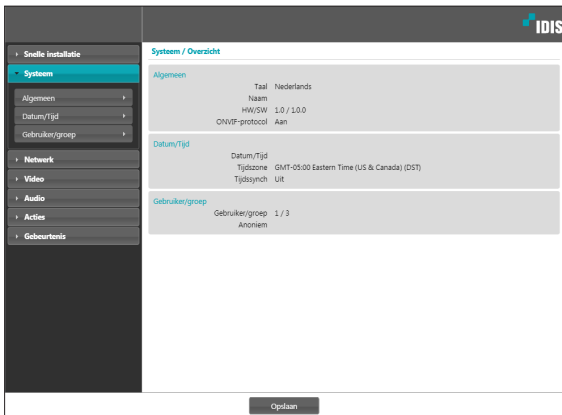 IDIS
Snelle installatie
Systeem
Algemeen
Datum/Tijd
Gebruiker/groep
Netwerk
Video
Audio
Acties
Gebeurtenis
Systeem / Overzicht
Algemeen
Taal Nederlands
Naam
HW/SW 1.0 / 1.0.0
ONVIF-protocol Aan
Datum/Tijd
Datum/Tijd
Tijdszone GMT-05:00 Eastern Time (US & Canada) (DST)
Tijdssynch Uit
Gebruiker/groep
Gebruiker/groep 1 / 3
Anoniem
Opslaan